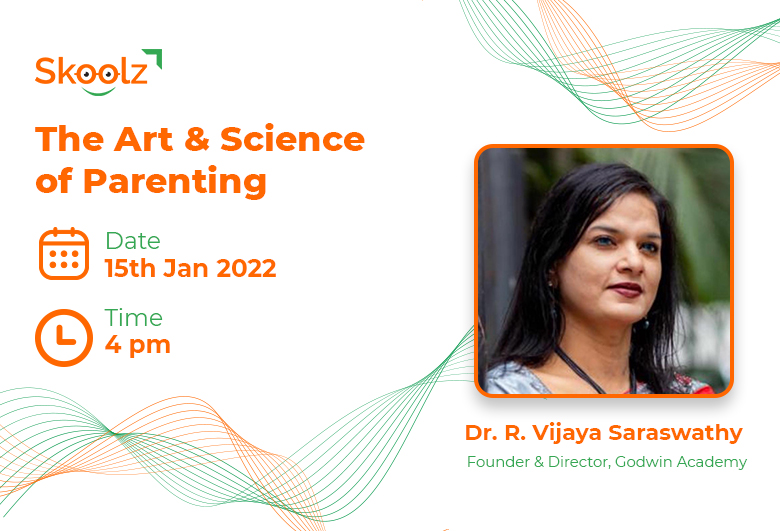 Skoolz
The Art & Science
of Parenting
Date
15th Jan 2022
Time
4 pm
Dr. R. Vijaya Saraswathy
Founder & Director, Godwin Academy